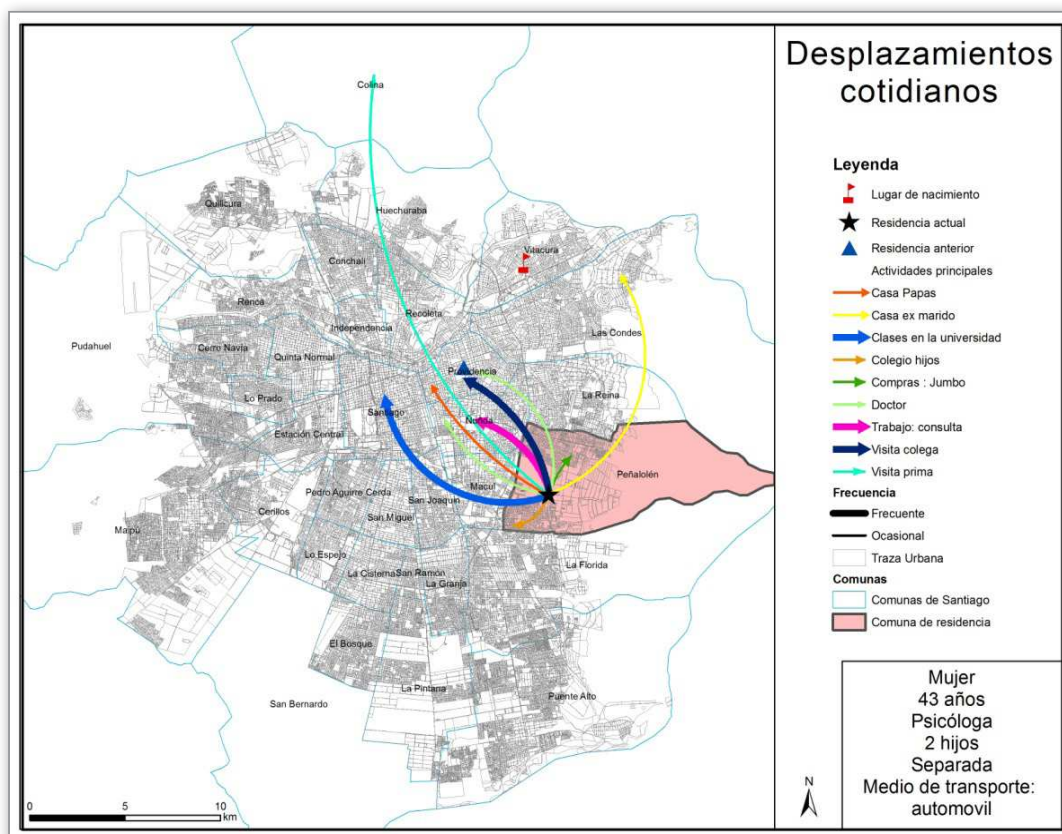 Desplazamientos
cotidianos
Leyenda
Lugar de nacimiento
Residencia actual
Residencia anterior
Actividades principales
Casa Papas
Casa ex marido
Clases en la universidad
Colegio hijos
Compras : Jumbo
Doctor
Trabajo: consulta
Visita colega
Visita prima
Frecuencia
Frecuente
Ocasional
Traza Urbana
Comunas
Comunas de Santiago
Comuna de residencia
Mujer
43 años
Psicóloga
2 hijos
Separada
Medio de transporte:
automovil
N
Colina
Quilicura
Huechuraba
Vitacura
Conchalí
Renca
Recoleta
Independencia
Las Condes
Pudahuel
Cerro Navia
Quinta Normal
Providencia
Lo Prado
La Reina
Santiago
Ñuñoa
Estación Central
Peñalolén
Macul
Pedro Aguirre Cerda
San Joaquín
Cerrillos
San Miguel
Maipú
Lo Espejo
La Florida
La Cisterna
San Ramón
La Granja
El Bosque
La Pintana
Puente Alto
San Bernardo
0 5 10
km